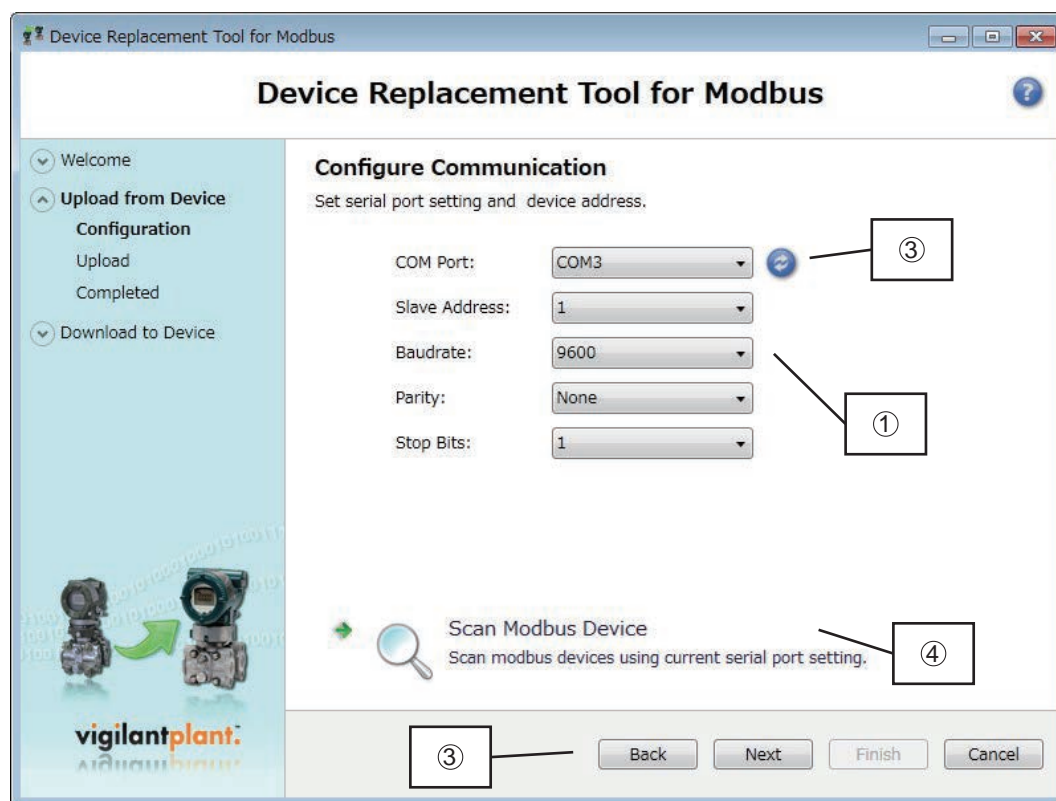 Device Replacement Tool for Modbus
Device Replacement Tool for Modbus
?
Welcome
Upload from Device
Configuration
Upload
Completed
Download to Device
Configure Communication
Set serial port setting and device address.
COM Port: COM3
③
Slave Address: 1
Baudrate: 9600
①
Parity: None
Stop Bits: 1
Scan Modbus Device
Scan modbus devices using current serial port setting.
④
vigilantplant.
③
Back Next Finish Cancel